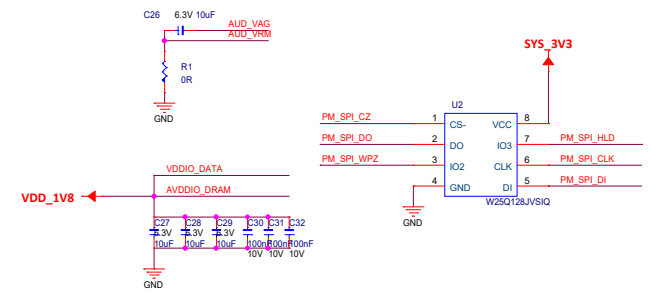 C26 6.3V 10uF
AUD_VAG
AUD_VRM
R1
0R
GND
SYS_3V3
U2
PM_SPI_CZ 1 CS- VCC 8
PM_SPI_DO 2 DO IO3 7 PM_SPI_HLD
PM_SPI_WPZ 3 IO2 CLK 6 PM_SPI_CLK
4 GND DI 5 PM_SPI_DI
W25Q128JVSIQ
GND
VDDIO_DATA
AVDDIO_DRAM
VDD_1V8
C27 C28 C29 C30 C31 C32
6.3V 6.3V 6.3V 100nF 100nF 100nF
10uF 10uF 10uF 10V 10V 10V
GND